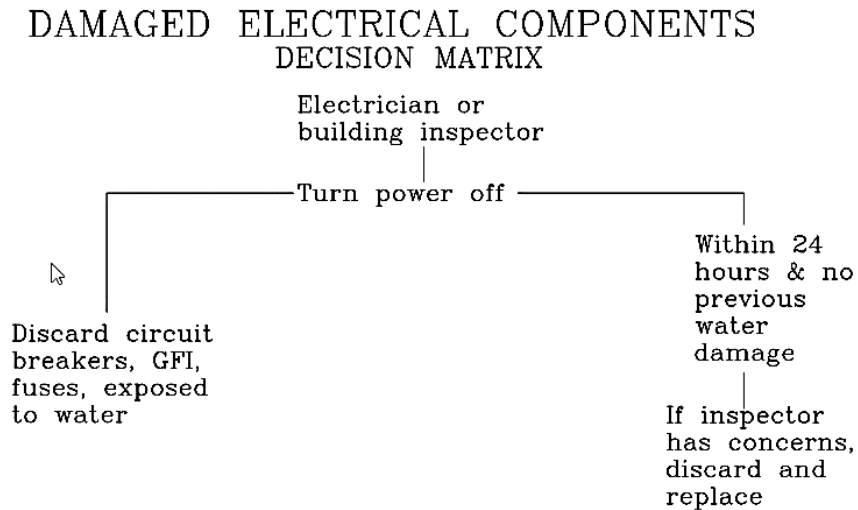 DAMAGED ELECTRICAL COMPONENTS
DECISION MATRIX
Electrician or
building inspector
Turn power off
Discard circuit
breakers, GFI,
fuses, exposed
to water
Within 24
hours & no
previous
water
damage
If inspector
has concerns,
discard and
replace